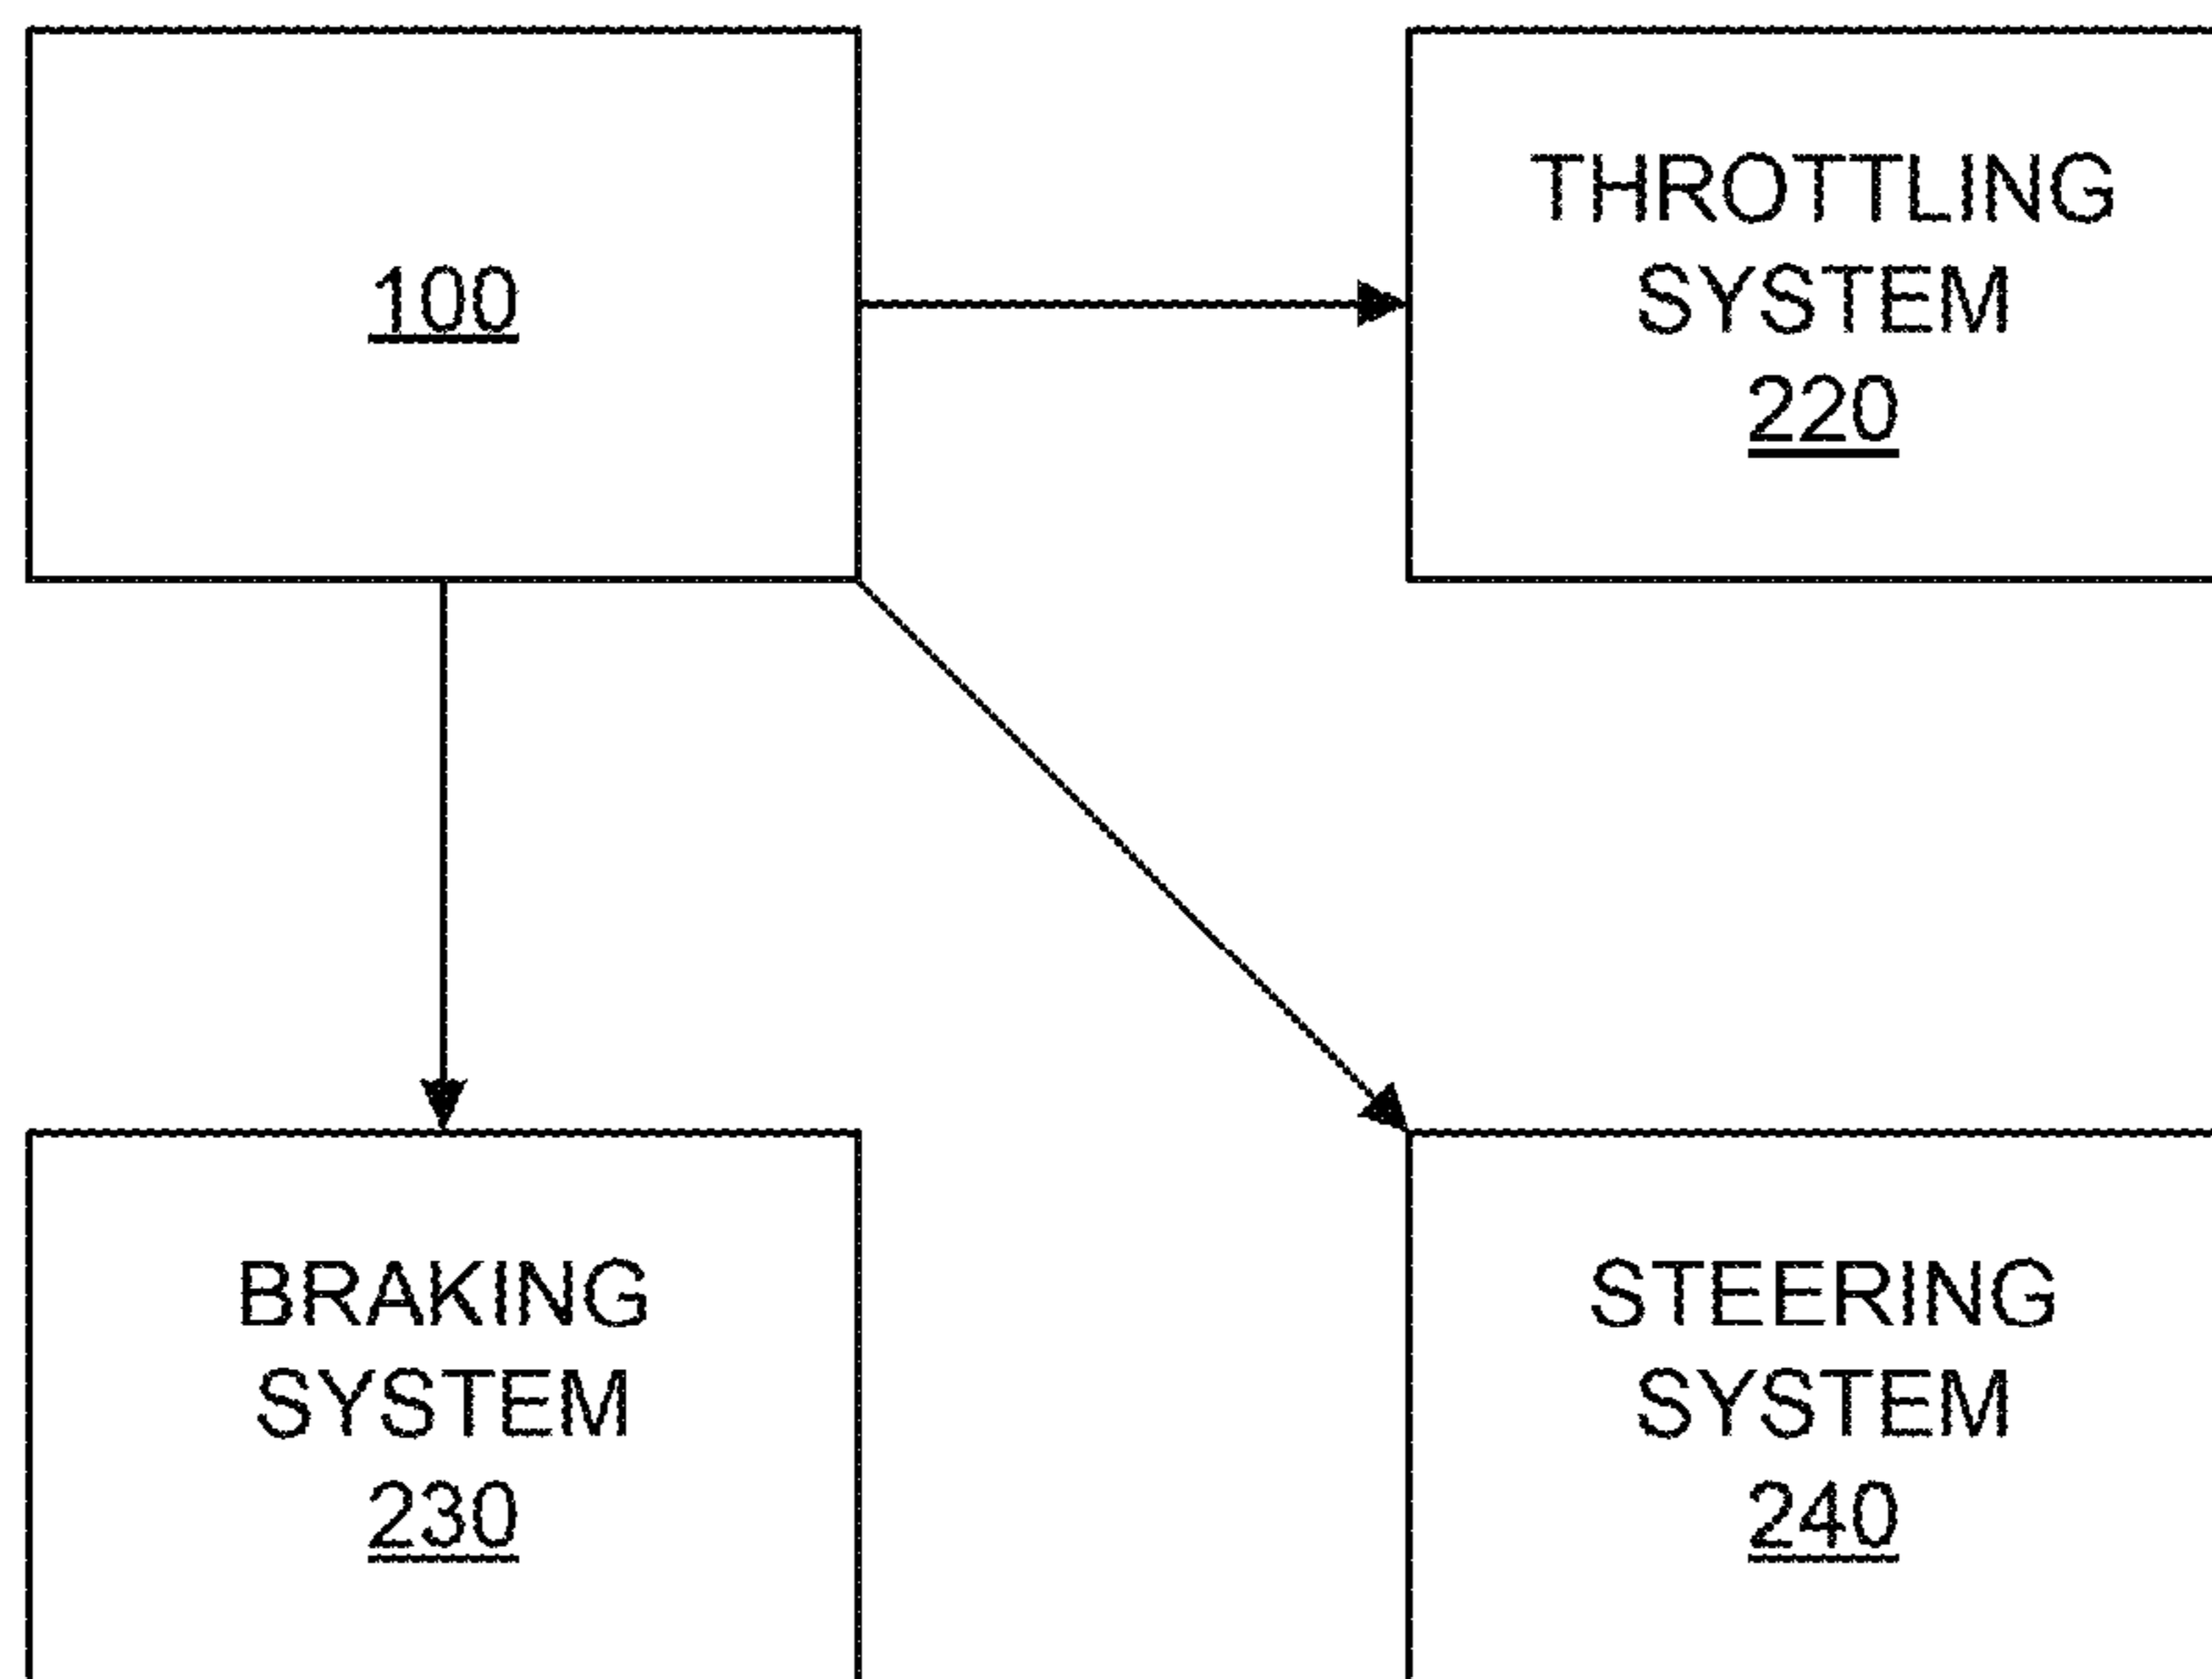 100
THROTTLING
SYSTEM
220
BRAKING
SYSTEM
230
STEERING
SYSTEM
240